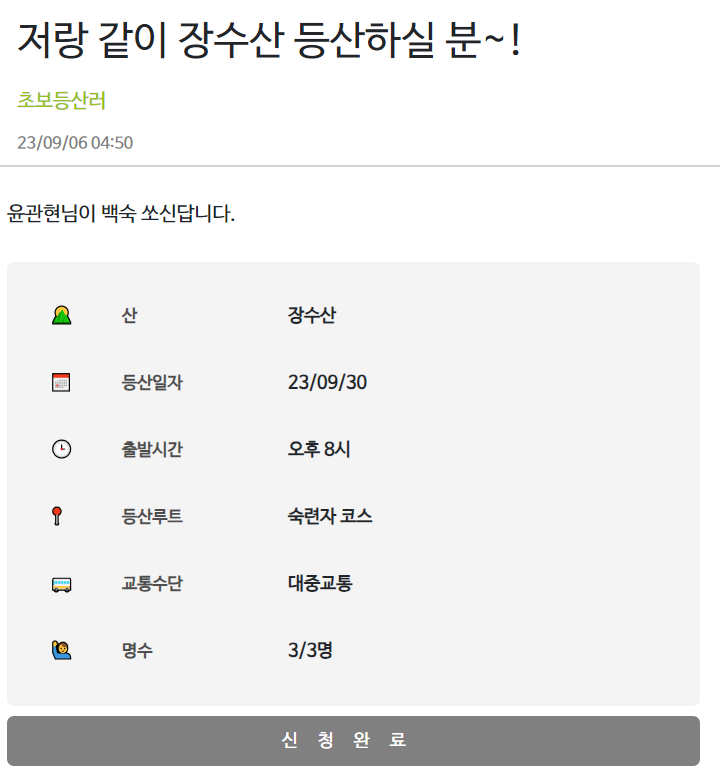 저랑 같이 장수산 등산하실 분~!
초보등산러
23/09/06 04:50
윤관현님이 백숙 쏘신답니다.
산 장수산
등산일자 23/09/30
출발시간 오후 8시
등산루트 숙련자 코스
교통수단 대중교통
명수 3/3명
신 청 완 료